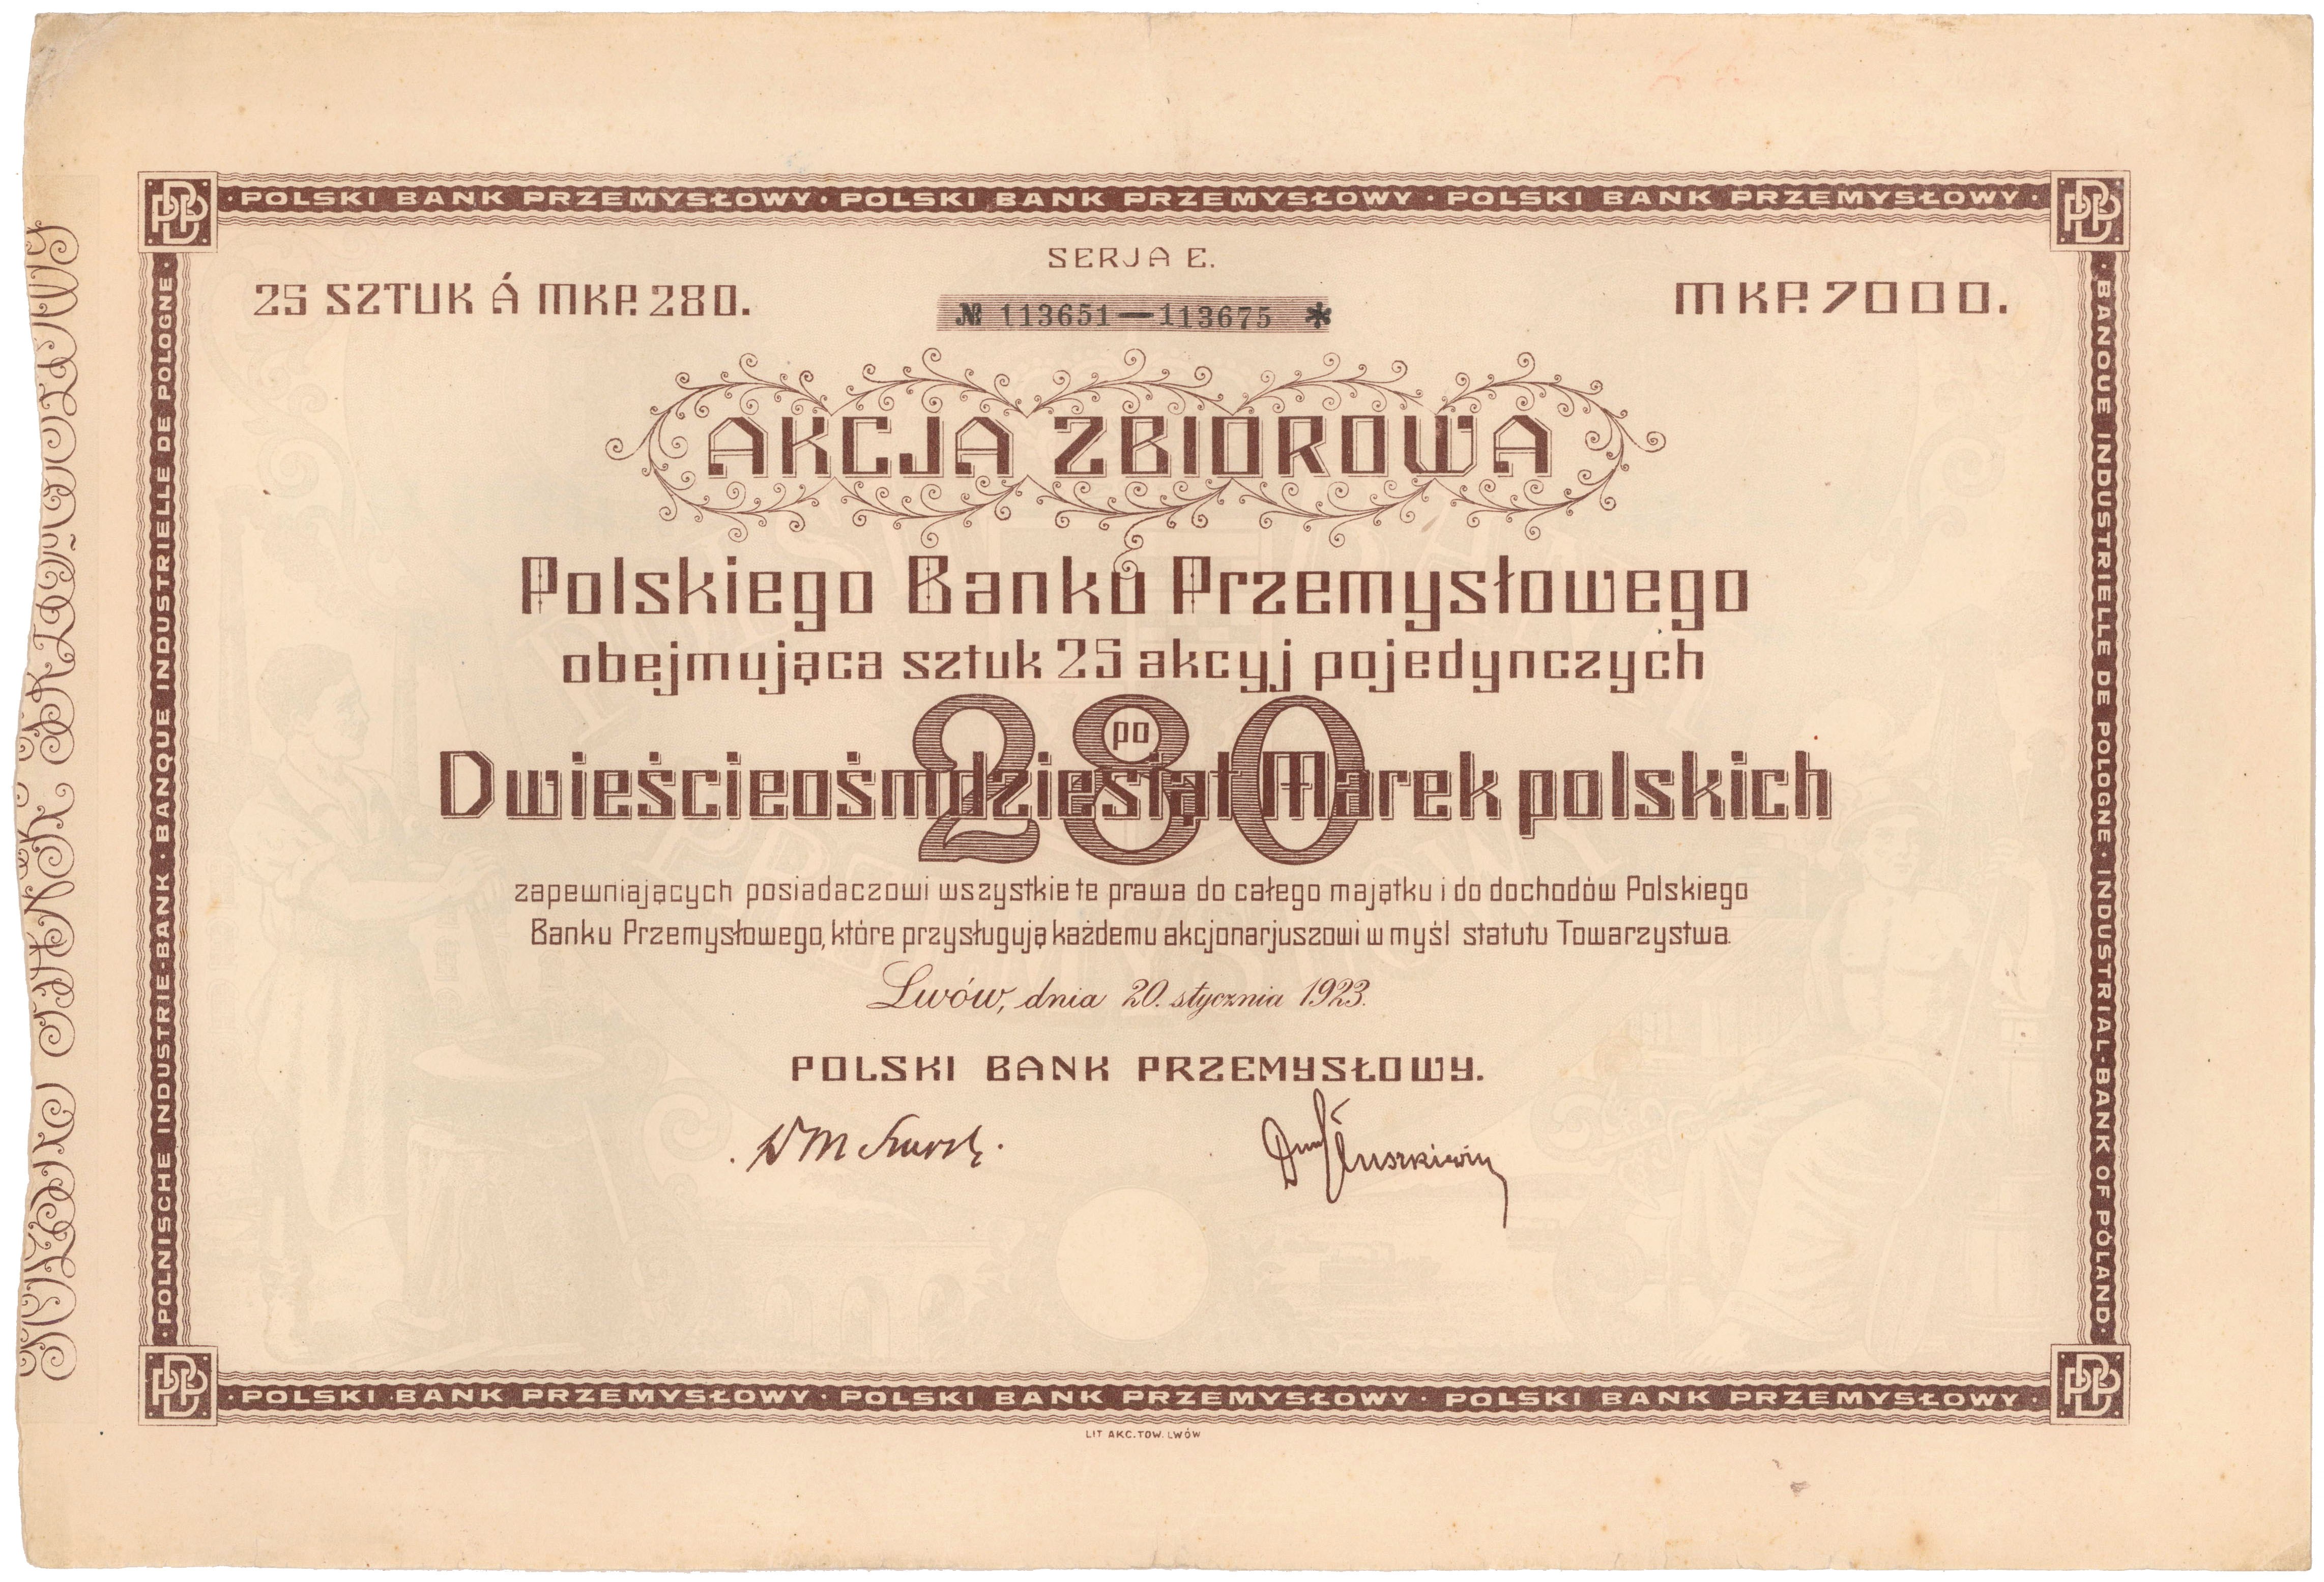 · POLSKI BANK PRZEMYSŁOWY · POLSKI BANK PRZEMYSŁOWY · POLSKI BANK PRZEMYSŁOWY ·
SERJA E.
25 SZTUK Á MKP. 280.
№ 113651—113675 *
MKP. 7000.
AKCJA ZBIOROWA
Polskiego Banku Przemysłowego
obejmująca sztuk 25 akcyj pojedynczych
po
280
Dwieścieośmdziesiąt Marek polskich
zapewniających posiadaczowi wszystkie te prawa do całego majątku i do dochodów Polskiego
Banku Przemysłowego, które przysługują każdemu akcjonarjuszowi w myśl statutu Towarzystwa.
Lwów, dnia 20. stycznia 1923.
POLSKI BANK PRZEMYSŁOWY.
· POLNISCHE INDUSTRIE-BANK · BANQUE INDUSTRIELLE DE POLOGNE ·
· BANQUE INDUSTRIELLE DE POLOGNE · INDUSTRIAL-BANK OF POLAND ·
· POLSKI BANK PRZEMYSŁOWY · POLSKI BANK PRZEMYSŁOWY · POLSKI BANK PRZEMYSŁOWY ·
LIT AKC. TOW. LWÓW